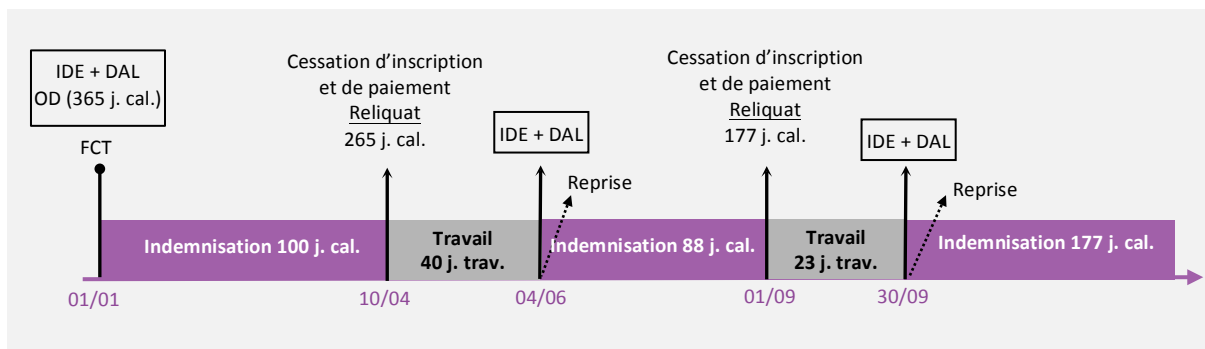 IDE + DAL
OD (365 j. cal.)
FCT
Cessation d’inscription
et de paiement
Reliquat
265 j. cal.
IDE + DAL
Reprise
Cessation d’inscription
et de paiement
Reliquat
177 j. cal.
IDE + DAL
Reprise
Indemnisation 100 j. cal.
Travail
40 j. trav.
Indemnisation 88 j. cal.
Travail
23 j. trav.
Indemnisation 177 j. cal.
01/01
10/04
04/06
01/09
30/09